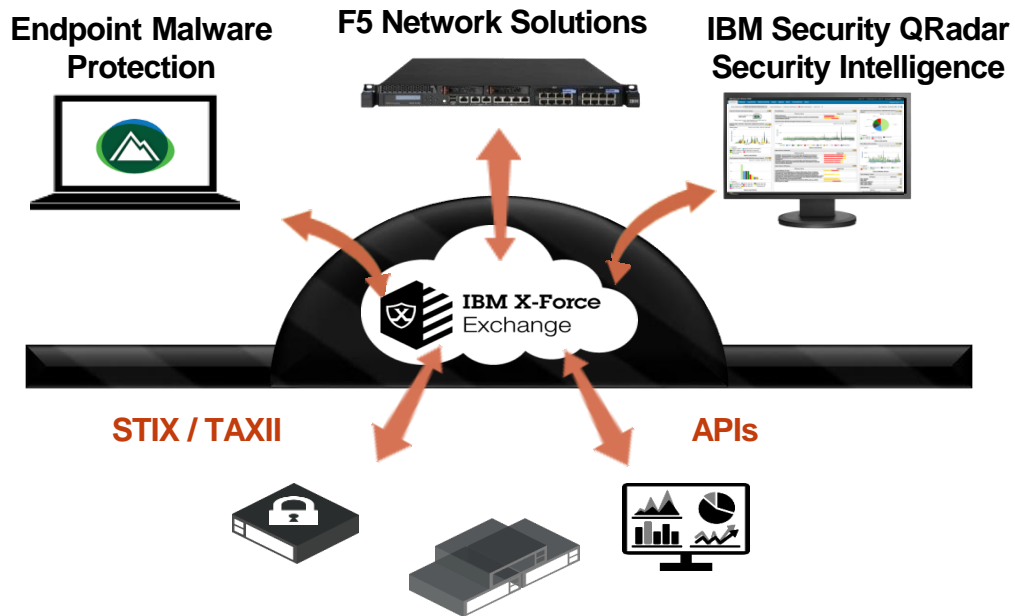 Endpoint Malware
Protection
F5 Network Solutions
IBM Security QRadar
Security Intelligence
IBM X-Force
Exchange
STIX / TAXII
APIs